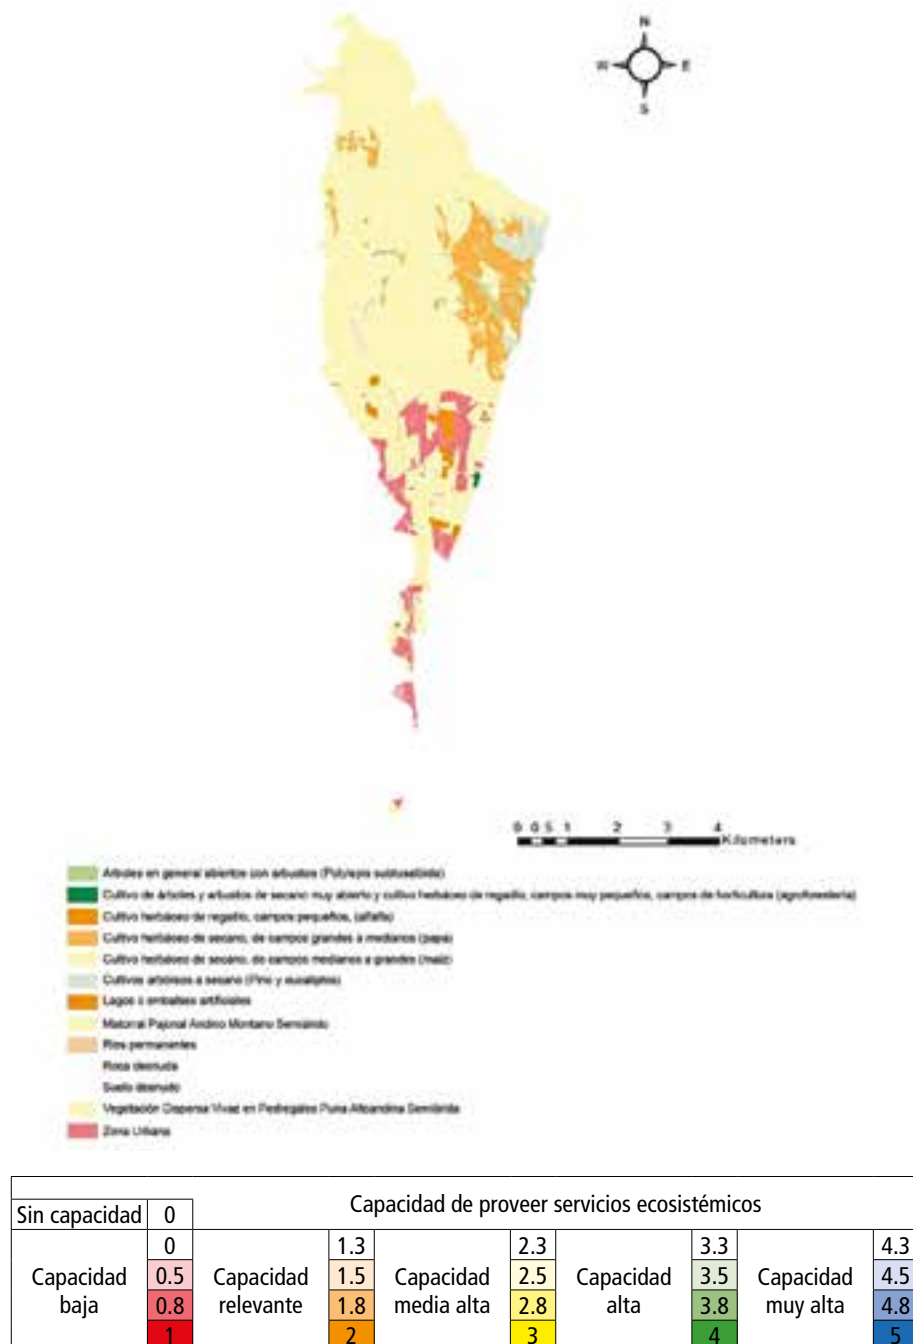 N
W E
S
0 0.5 1 2 3 4
Kilometers
Arboles en general abiertos con arbustos (Polylepis subtusalbida)
Cultivo de árboles y arbustos de secano muy abierto y cultivo herbáceo de regadío, campos muy pequeños, campos de horticultura (agroforestería)
Cultivo herbáceo de regadío, campos pequeños, (alfalfa)
Cultivo herbáceo de secano, de campos grandes a medianos (papa)
Cultivo herbáceo de secano, de campos medianos a grandes (maíz)
Cultivos arbóreos a secano (Pino y eucaliptos)
Lagos o embalses artificiales
Matorral Pajonal Andino Montano Semiárido
Ríos permanentes
Roca desnuda
Suelo desnudo
Vegetación Dispersa Vivaz en Pedregales Puna Altoandina Semiárida
Zona Urbana
Capacidad de proveer servicios ecosistémicos
Sin capacidad 0
0 1.3 2.3 3.3 4.3
Capacidad 0.5 Capacidad 1.5 Capacidad 2.5 Capacidad 3.5 Capacidad 4.5
baja 0.8 relevante 1.8 media alta 2.8 alta 3.8 muy alta 4.8
1 2 3 4 5